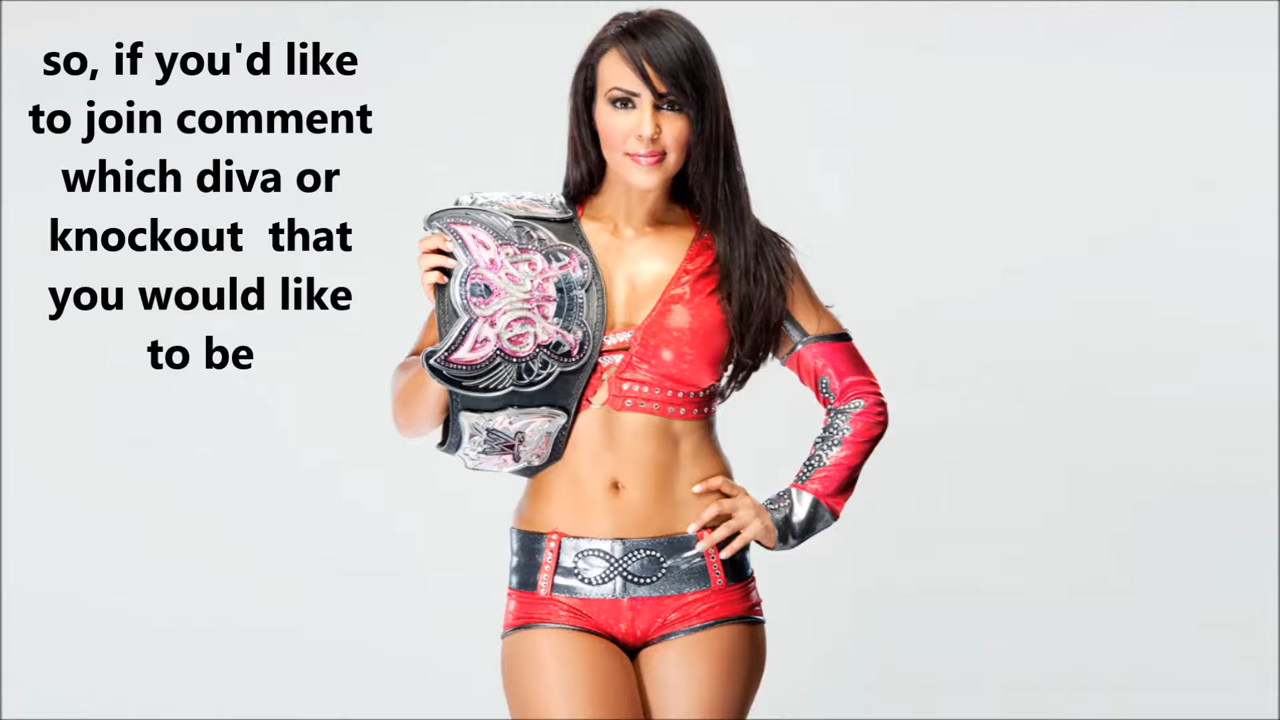 so, if you'd like
to join comment
which diva or
knockout  that
you would like
to be